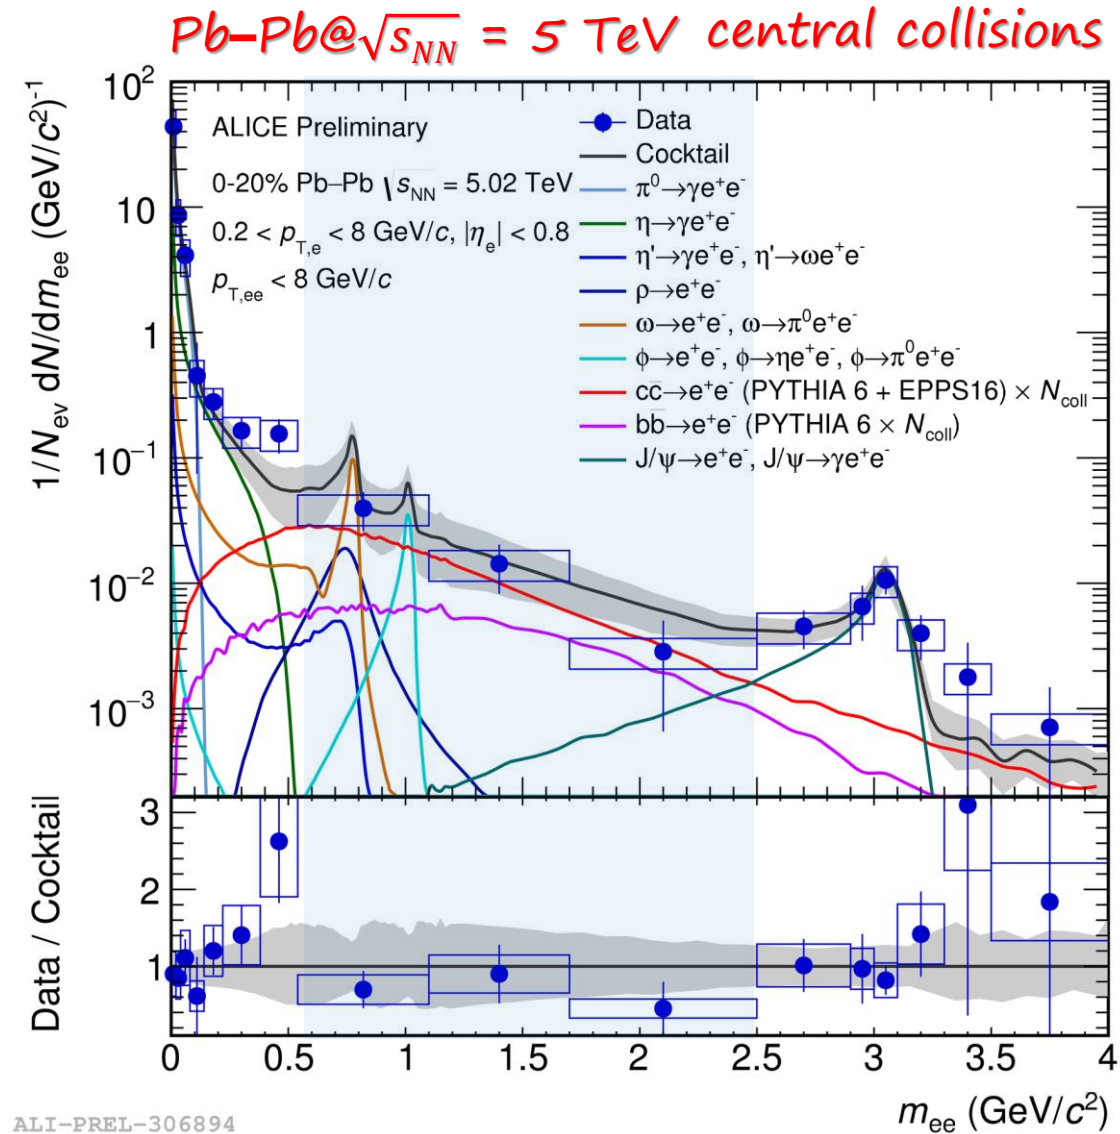 Pb–Pb@√s_NN = 5 TeV central collisions
1/N_ev dN/dm_ee (GeV/c²)⁻¹
10²
10
1
10⁻¹
10⁻²
10⁻³
ALICE Preliminary
0-20% Pb–Pb √s_NN = 5.02 TeV
0.2 < p_T,e < 8 GeV/c, |η_e| < 0.8
p_T,ee < 8 GeV/c
Data
Cocktail
π⁰→γe⁺e⁻
η→γe⁺e⁻
η'→γe⁺e⁻, η'→ωe⁺e⁻
ρ→e⁺e⁻
ω→e⁺e⁻, ω→π⁰e⁺e⁻
ϕ→e⁺e⁻, ϕ→ηe⁺e⁻, ϕ→π⁰e⁺e⁻
cc̄→e⁺e⁻ (PYTHIA 6 + EPPS16) × N_coll
bb̄→e⁺e⁻ (PYTHIA 6 × N_coll)
J/ψ→e⁺e⁻, J/ψ→γe⁺e⁻
Data / Cocktail
3
2
1
0 0.5 1 1.5 2 2.5 3 3.5 4
m_ee (GeV/c²)
ALI-PREL-306894